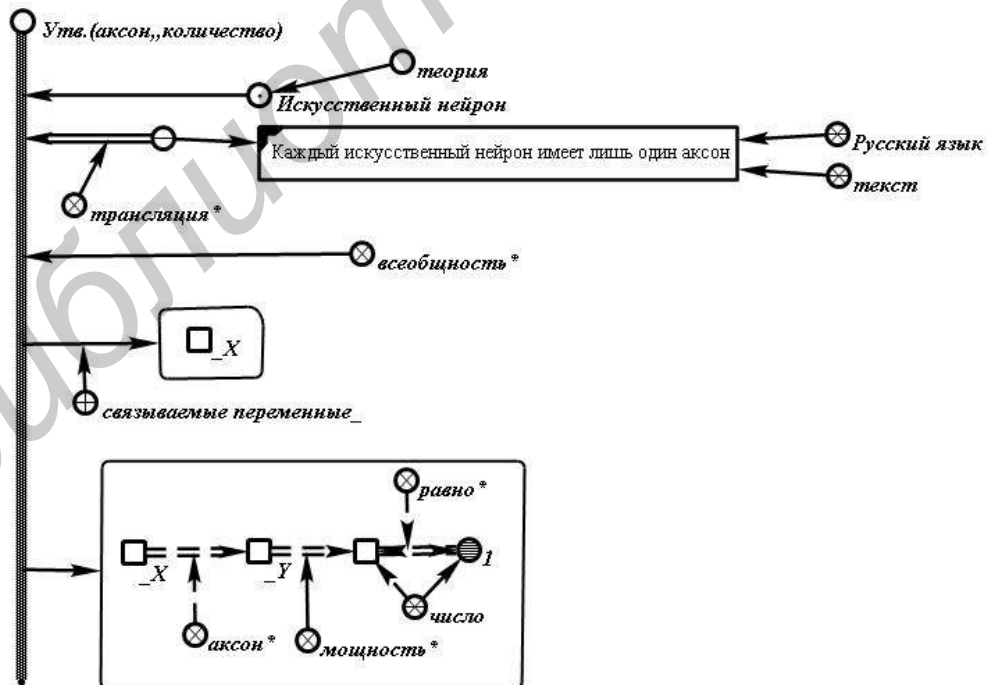 Утв.(аксон,,количество)
теория
Искусственный нейрон
Каждый искусственный нейрон имеет лишь один аксон
Русский язык
текст
трансляция*
всеобщность*
_X
связываемые переменные_
равно*
1
_X
_Y
число
аксон*
мощность*